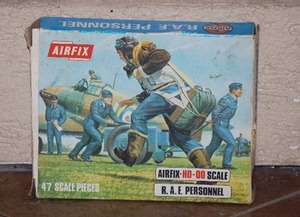 R.A.F. PERSONNEL
AIRFIX
AIRFIX-HO-OO SCALE
47 SCALE PIECES
R.A.F. PERSONNEL